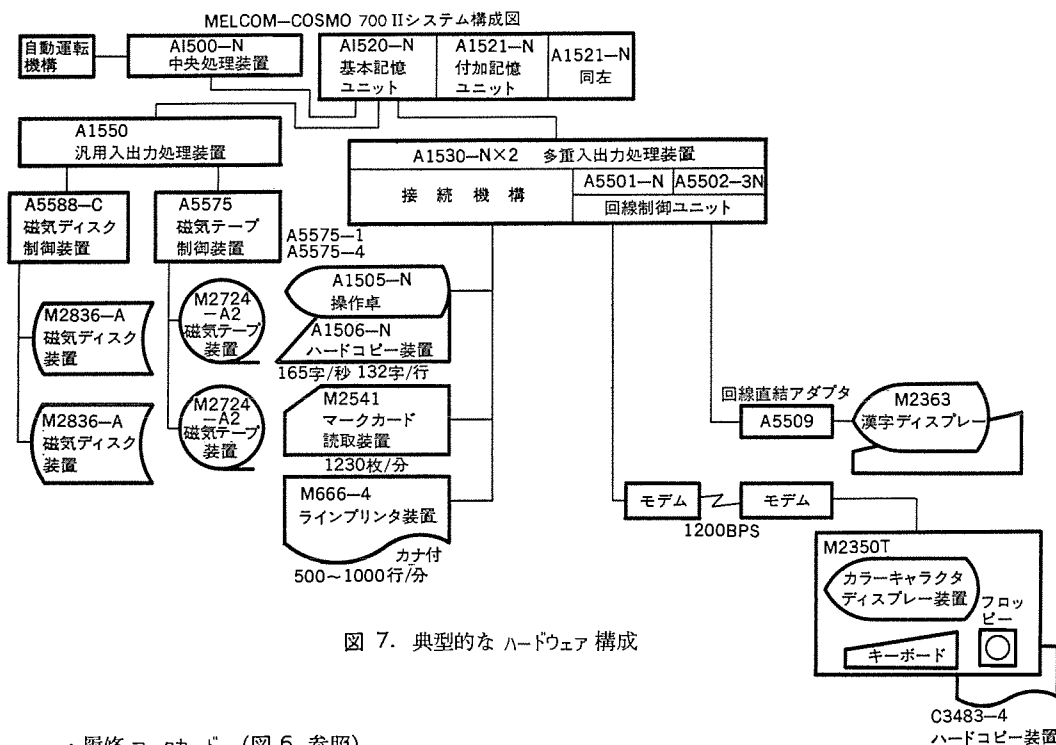 MELCOM—COSMO 700 IIシステム構成図
自動運転
機構
AI500—N
中央処理装置
AI520—N
基本記憶
ユニット
A1521—N
付加記憶
ユニット
A1521—N
同左
A1550
汎用入出力処理装置
A1530—N×2 多重入出力処理装置
接続機構
A5501—N
A5502—3N
回線制御ユニット
A5588—C
磁気ディスク
制御装置
A5575
磁気テープ
制御装置
A5575—1
A5575—4
M2836—A
磁気ディスク
装置
M2724
—A2
磁気テープ
装置
A1505—N
操作卓
A1506—N
ハードコピー装置
165字/秒 132字/行
M2836—A
磁気ディスク
装置
M2724
—A2
磁気テープ
装置
M2541
マークカード
読取装置
1230枚/分
M666—4
ラインプリンタ装置
カナ付
500〜1000行/分
回線直結アダプタ
A5509
M2363
漢字ディスプレー
モデム
モデム
1200BPS
M2350T
カラーキャラクタ
ディスプレー装置
フロッ
ピー
キーボード
C3483—4
ハードコピー装置
図 7. 典型的な ハードウェア 構成